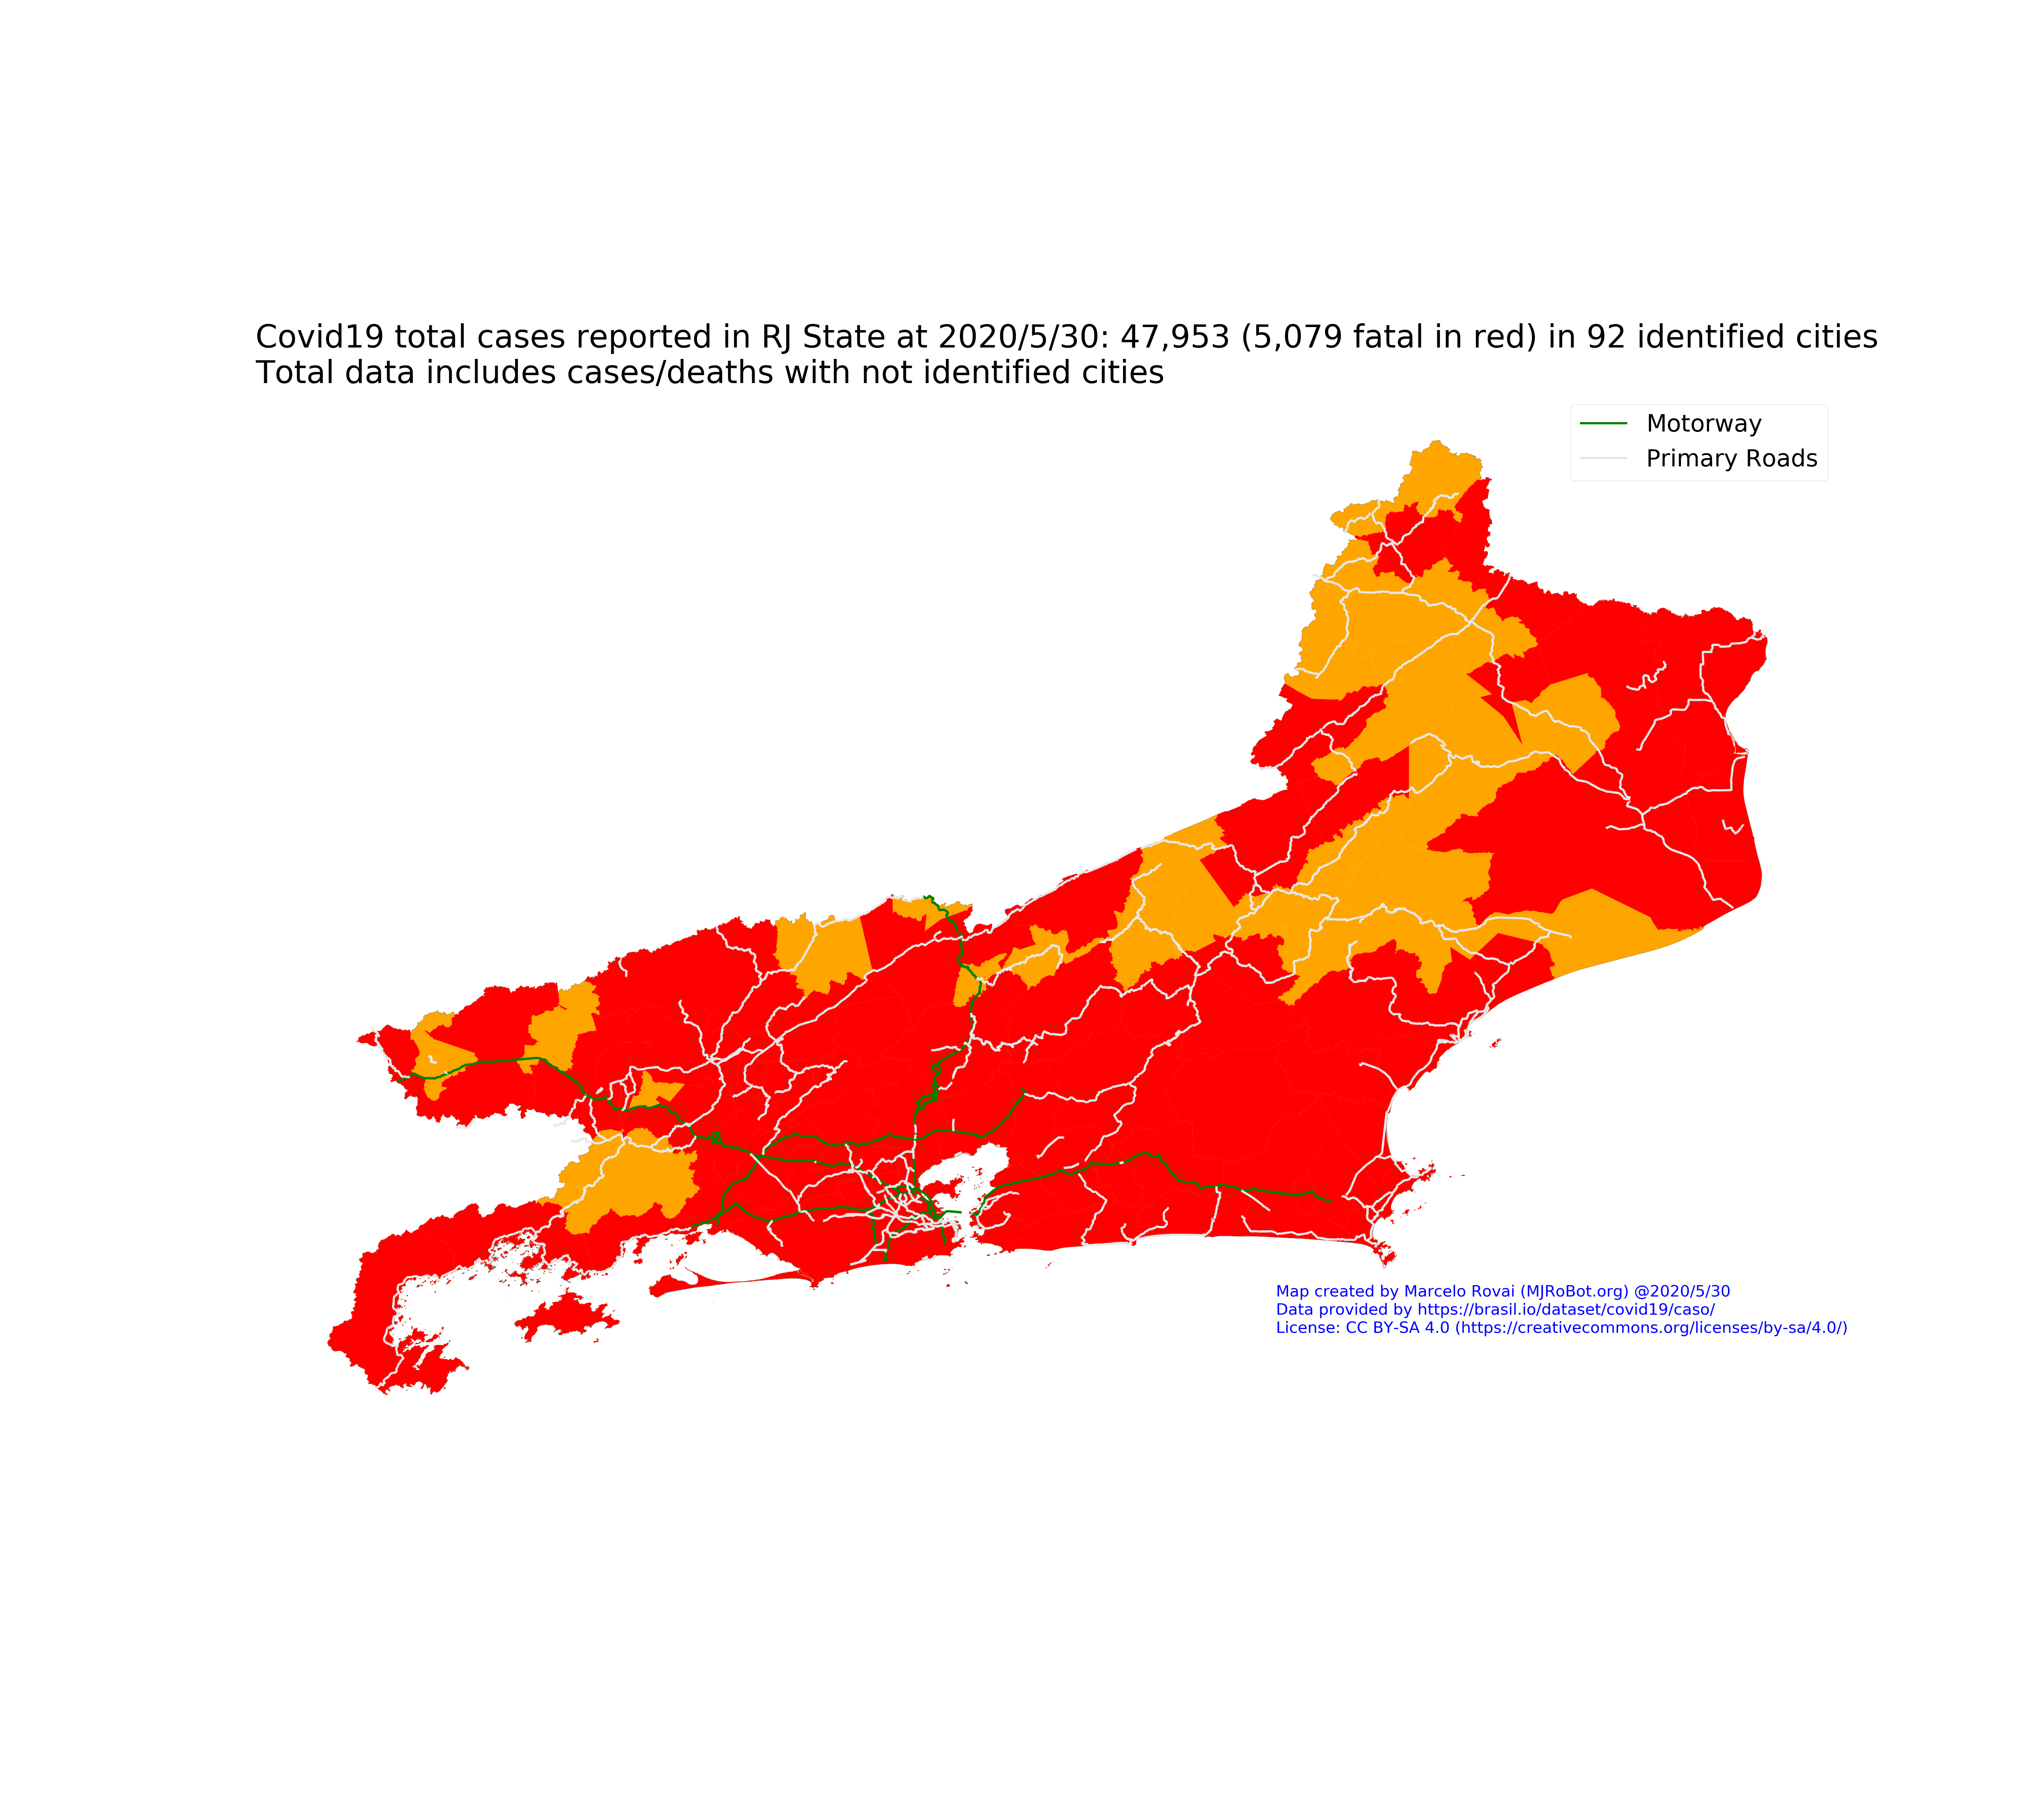 Covid19 total cases reported in RJ State at 2020/5/30: 47,953 (5,079 fatal in red) in 92 identified cities
Total data includes cases/deaths with not identified cities
Motorway
Primary Roads
Map created by Marcelo Rovai (MJRoBot.org) @2020/5/30
Data provided by https://brasil.io/dataset/covid19/caso/
License: CC BY-SA 4.0 (https://creativecommons.org/licenses/by-sa/4.0/)